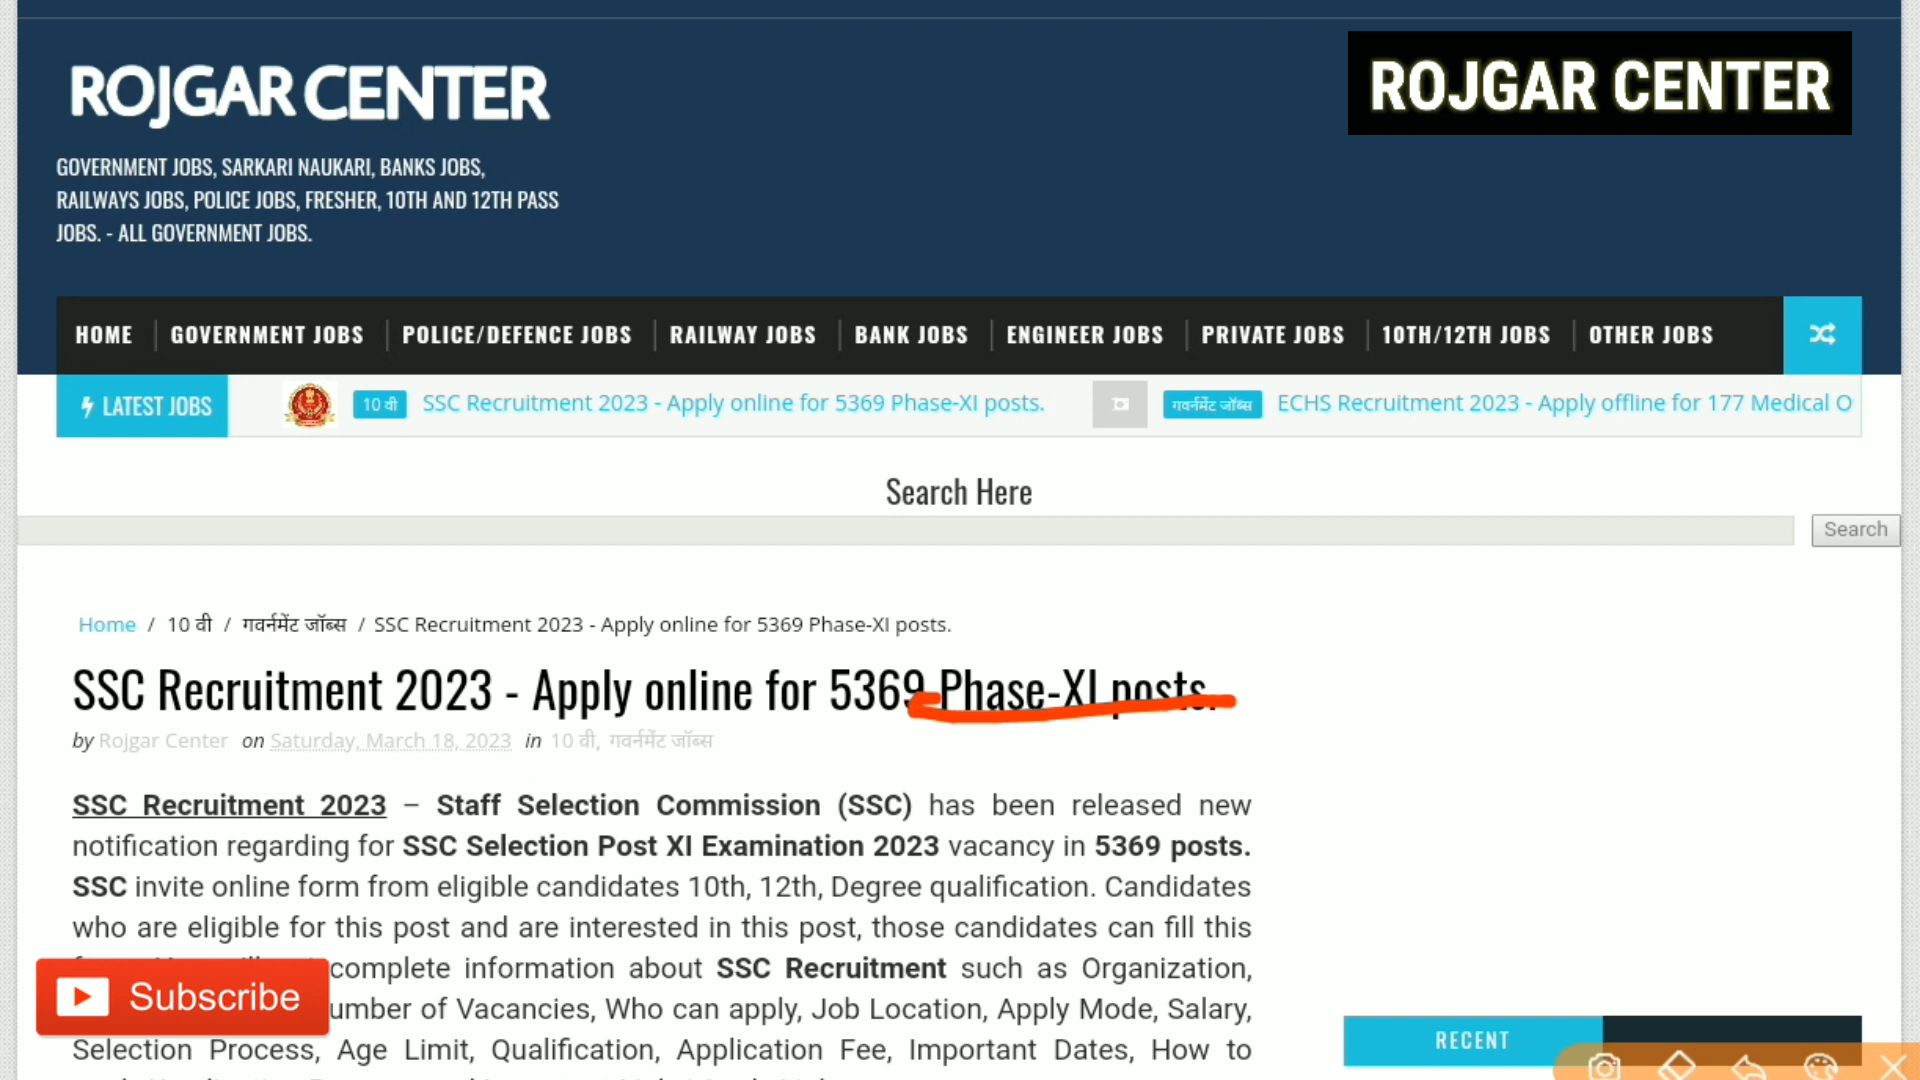 ROJGAR CENTER
ROJGAR CENTER
GOVERNMENT JOBS, SARKARI NAUKARI, BANKS JOBS,
RAILWAYS JOBS, POLICE JOBS, FRESHER, 10TH AND 12TH PASS
JOBS. - ALL GOVERNMENT JOBS.
HOME GOVERNMENT JOBS POLICE/DEFENCE JOBS RAILWAY JOBS BANK JOBS ENGINEER JOBS PRIVATE JOBS 10TH/12TH JOBS OTHER JOBS
LATEST JOBS 10 वी SSC Recruitment 2023 - Apply online for 5369 Phase-XI posts. गवर्नमेंट जॉब्स ECHS Recruitment 2023 - Apply offline for 177 Medical O
Search Here
Search
Home / 10 वी / गवर्नमेंट जॉब्स / SSC Recruitment 2023 - Apply online for 5369 Phase-XI posts.
SSC Recruitment 2023 - Apply online for 5369 Phase-XI posts.
by Rojgar Center on Saturday, March 18, 2023 in 10 वी, गवर्नमेंट जॉब्स
SSC Recruitment 2023 – Staff Selection Commission (SSC) has been released new
notification regarding for SSC Selection Post XI Examination 2023 vacancy in 5369 posts.
SSC invite online form from eligible candidates 10th, 12th, Degree qualification. Candidates
who are eligible for this post and are interested in this post, those candidates can fill this
complete information about SSC Recruitment such as Organization,
Subscribe
umber of Vacancies, Who can apply, Job Location, Apply Mode, Salary,
Selection Process, Age Limit, Qualification, Application Fee, Important Dates, How to
RECENT